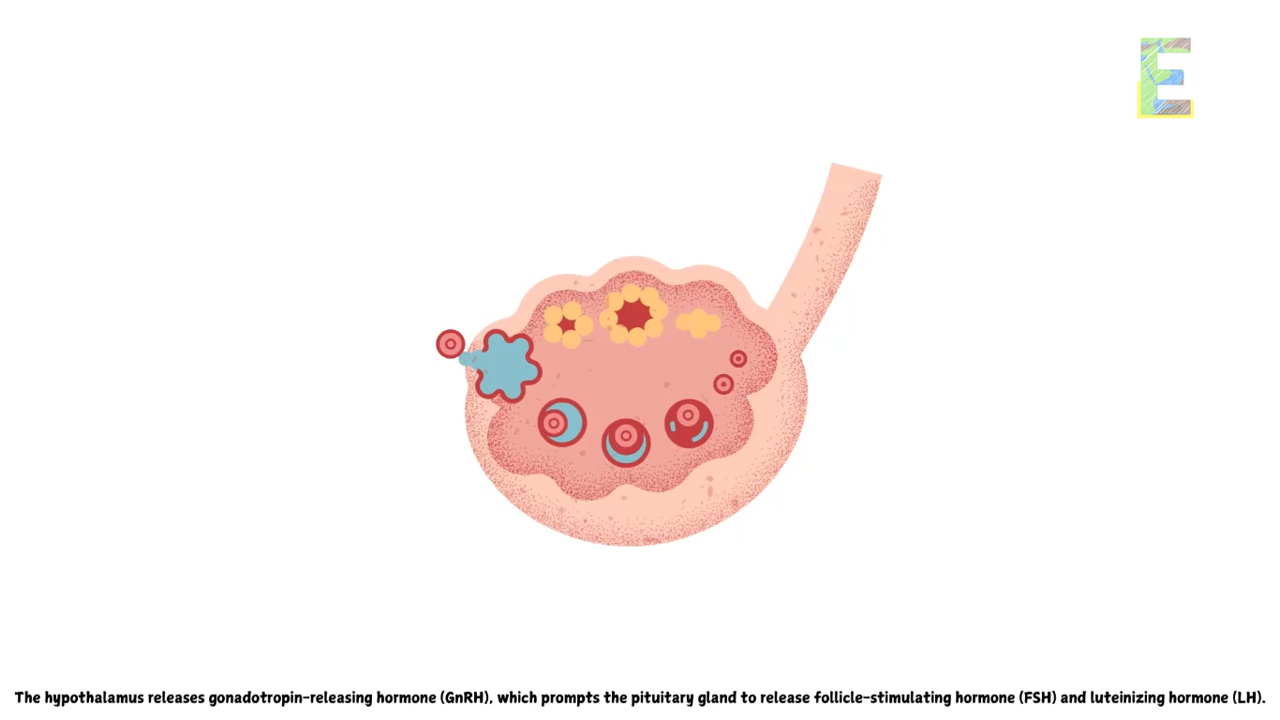 E
The hypothalamus releases gonadotropin-releasing hormone (GnRH), which prompts the pituitary gland to release follicle-stimulating hormone (FSH) and luteinizing hormone (LH).